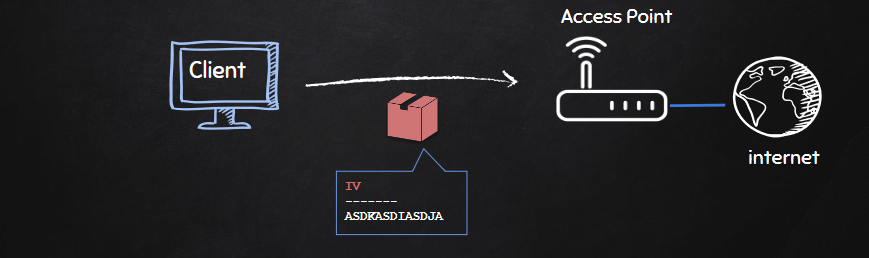 Access Point
Client
IV
-------
ASDKASDIASDJA
internet